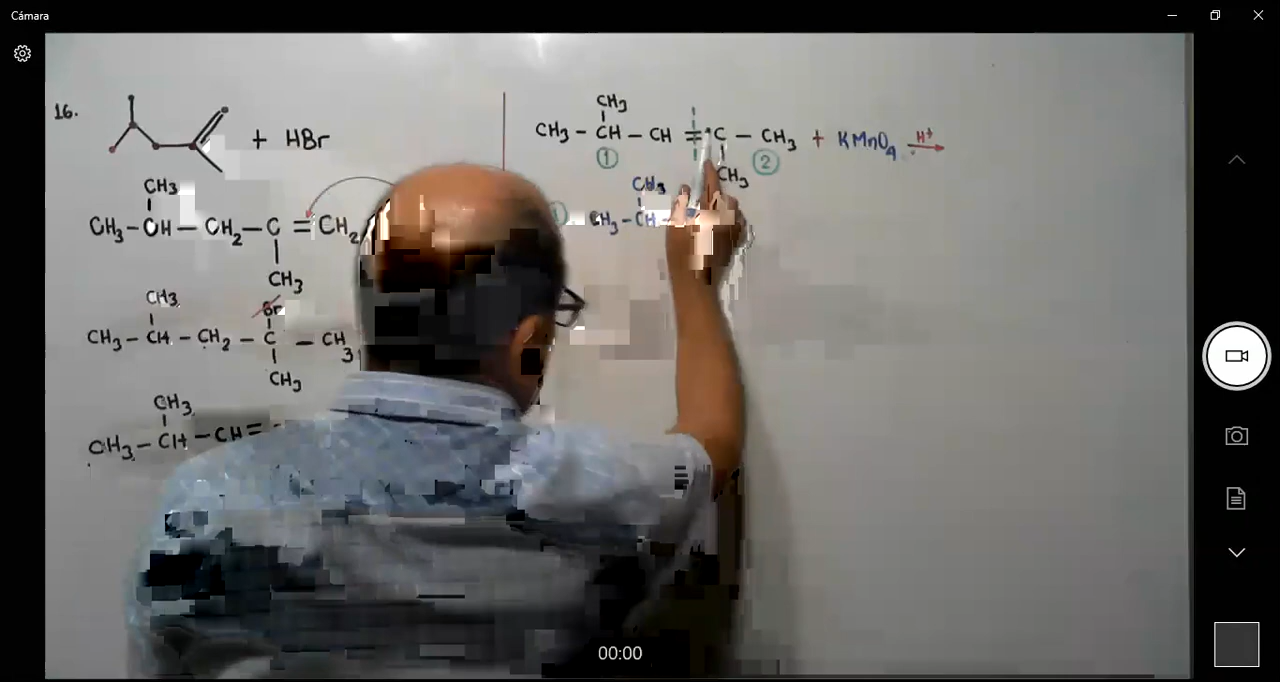 Cámara
16.
+ HBr
CH3
CH3-CH-CH2-C=CH2
CH3
CH3
Br
CH3-CH-CH2-C-CH3
CH3
CH3
CH3-CH-CH=
CH3
CH3-CH-CH=C-CH3 + KMnO4 H+
① ②
CH3
CH3
CH3-CH-
00:00